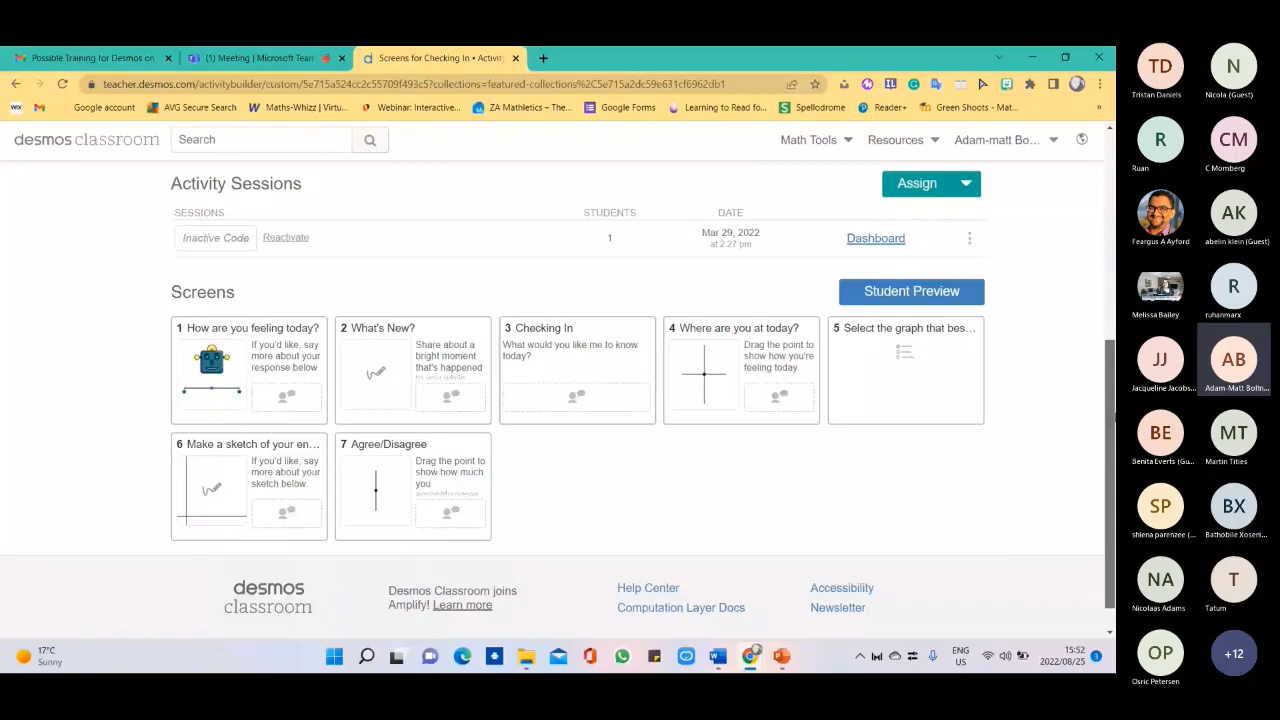 Possible Training for Desmos on
(1) Meeting | Microsoft Team
Screens for Checking In • Activit
teacher.desmos.com/activitybuilder/custom/5e715a524cc2c55709f493c5?collections=featured-collections%2C5e715a2dc59e631cf6962db1
Google account
AVG Secure Search
Maths-Whizz | Virtu...
Webinar: Interactive...
ZA Mathletics – The...
Google Forms
Learning to Read fo...
Spellodrome
Reader+
Green Shoots – Mat...
desmos classroom
Search
Math Tools
Resources
Adam-matt Bo...
Activity Sessions
Assign
SESSIONS
STUDENTS
DATE
Inactive Code
Reactivate
1
Mar 29, 2022
at 2:27 pm
Dashboard
Screens
Student Preview
1 How are you feeling today?
If you'd like, say
more about your
response below.
2 What's New?
Share about a
bright moment
that's happened
to you while
3 Checking In
What would you like me to know
today?
4 Where are you at today?
Drag the point to
show how you're
feeling today.
5 Select the graph that bes...
6 Make a sketch of your en...
If you'd like, say
more about your
sketch below.
7 Agree/Disagree
Drag the point to
show how much
you
agree/disagree
desmos
classroom
Desmos Classroom joins
Amplify! Learn more
Help Center
Computation Layer Docs
Accessibility
Newsletter
17°C
Sunny
ENG
US
15:52
2022/08/25
3
TD
Tristan Daniels
N
Nicola (Guest)
R
Ruan
CM
C Momberg
Feargus A Ayford
AK
abelin klein (Guest)
Melissa Bailey
R
ruhanmarx
JJ
Jacqueline Jacobs...
AB
Adam-Matt Boltn...
BE
Benita Everts (Gu...
MT
Martin Tities
SP
shiena parenzee (...
BX
Bathobile Xoseri...
NA
Nicolaas Adams
T
Tatum
OP
Osric Petersen
+12